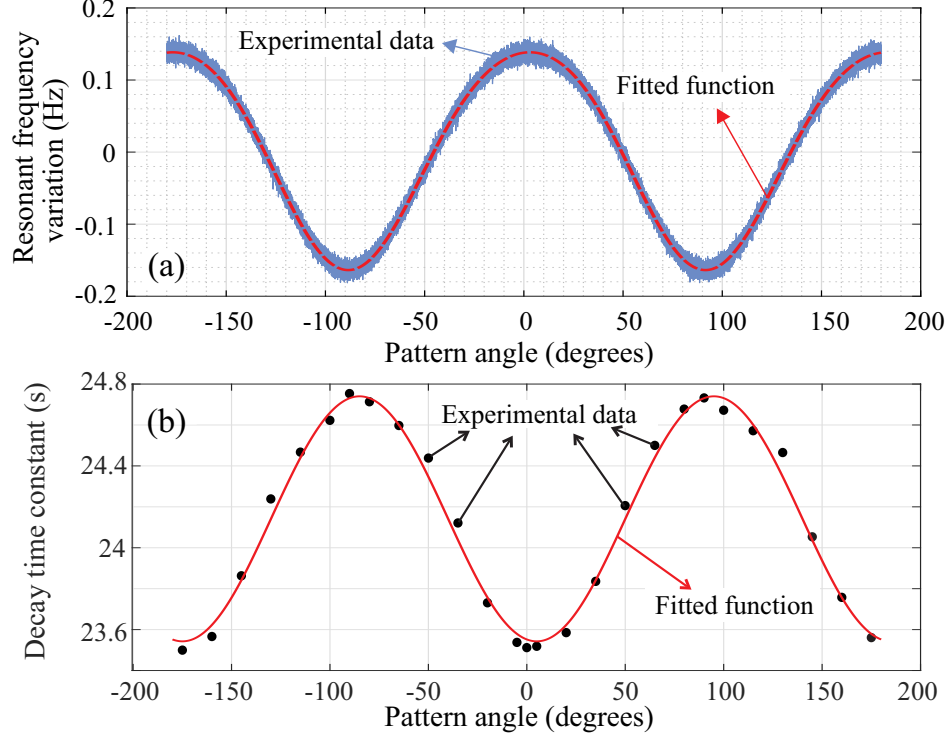 0.2
Experimental data
0.1
Fitted function
0
-0.1
(a)
-0.2
Resonant frequency
variation (Hz)
-200 -150 -100 -50 0 50 100 150 200
Pattern angle (degrees)
24.8
(b)
Experimental data
24.4
24
Fitted function
23.6
Decay time constant (s)
-200 -150 -100 -50 0 50 100 150 200
Pattern angle (degrees)